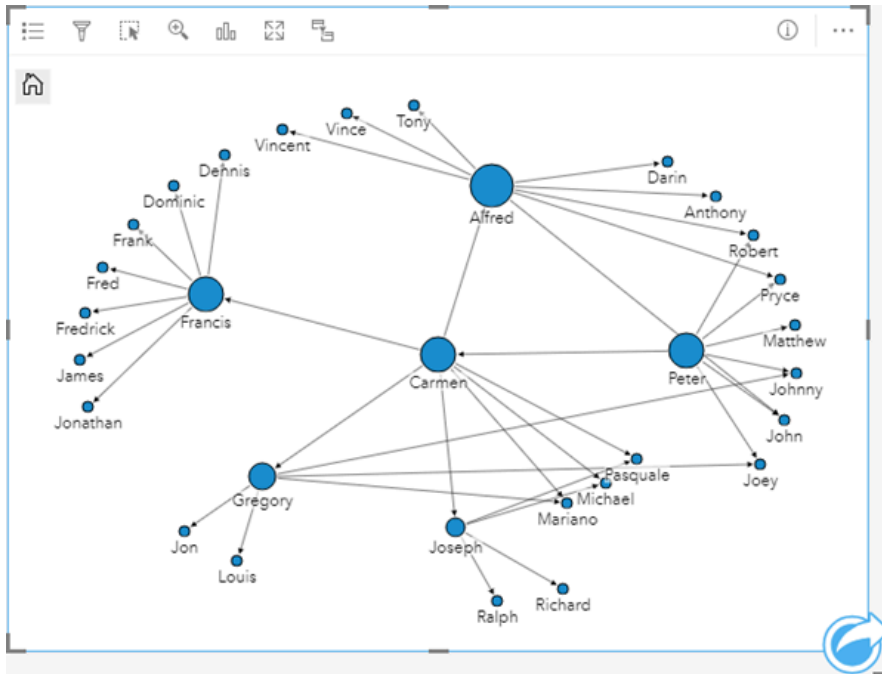 Tony
Vince
Vincent
Dennis
Darin
Dominic
Anthony
Alfred
Frank
Robert
Fred
Pryce
Francis
Fredrick
Matthew
James
Peter
Carmen
Johnny
Jonathan
John
Pasquale
Joey
Michael
Gregory
Mariano
Jon
Joseph
Louis
Richard
Ralph